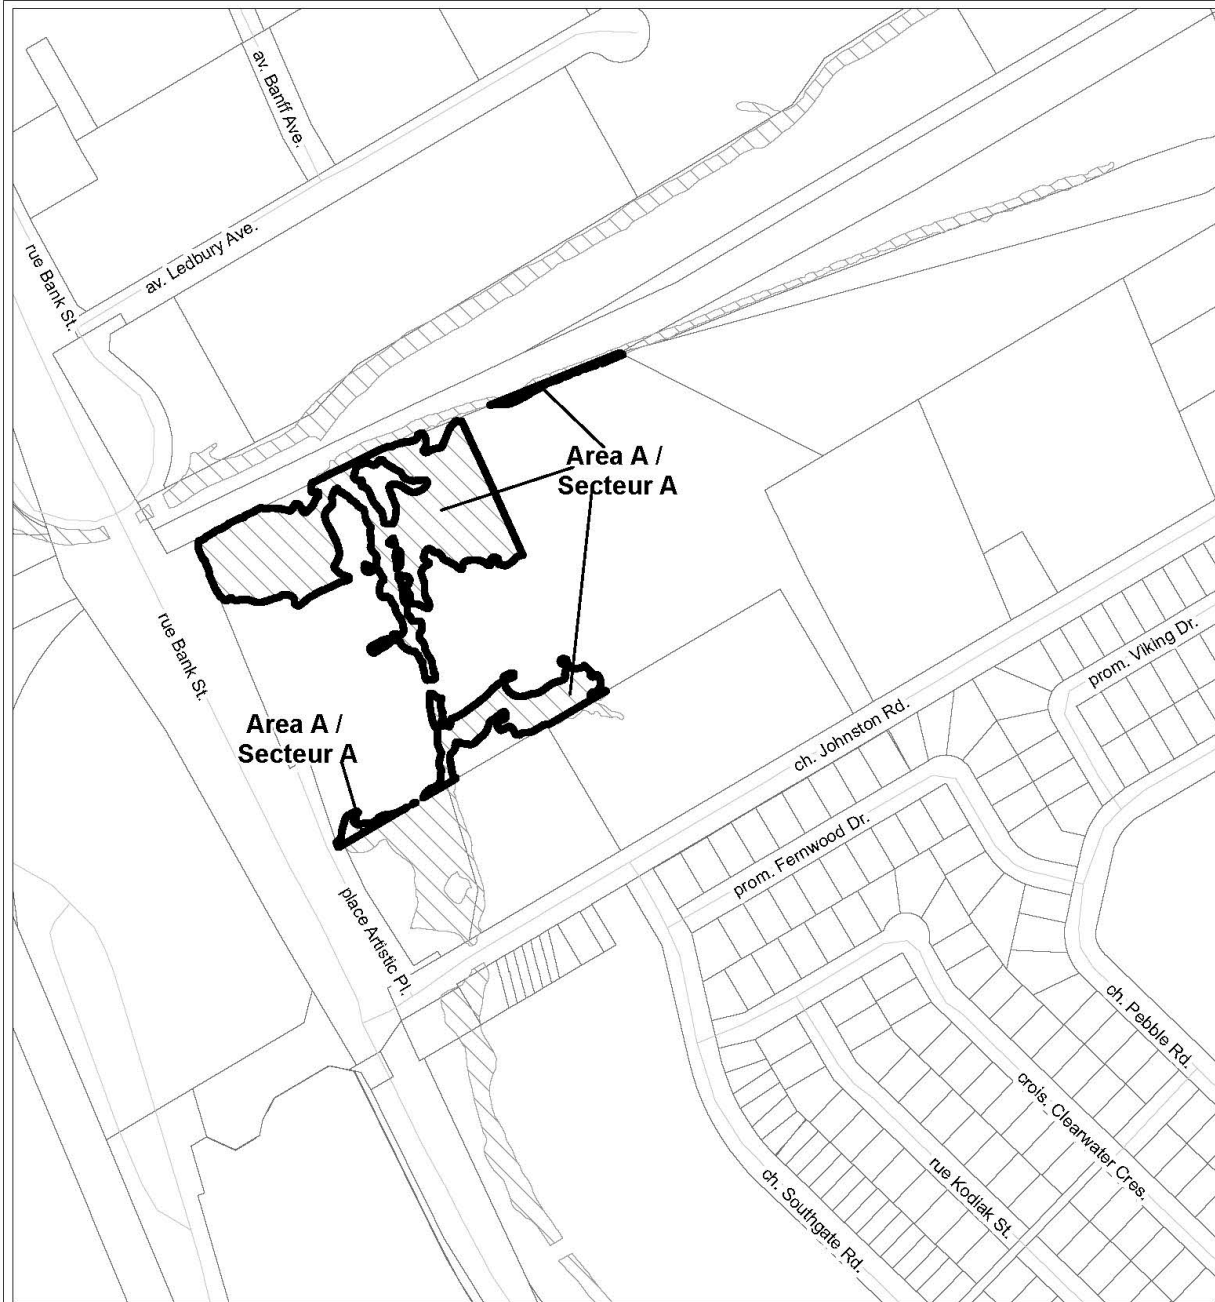 av. Banff Ave.
rue Bank St.
av. Ledbury Ave.
Area A /
Secteur A
rue Bank St.
prom. Viking Dr.
Area A /
Secteur A
ch. Johnston Rd.
prom. Fernwood Dr.
place Artistic Pl.
ch. Pebble Rd.
crois. Clearwater Cres.
rue Kodiak St.
ch. Southgate Rd.